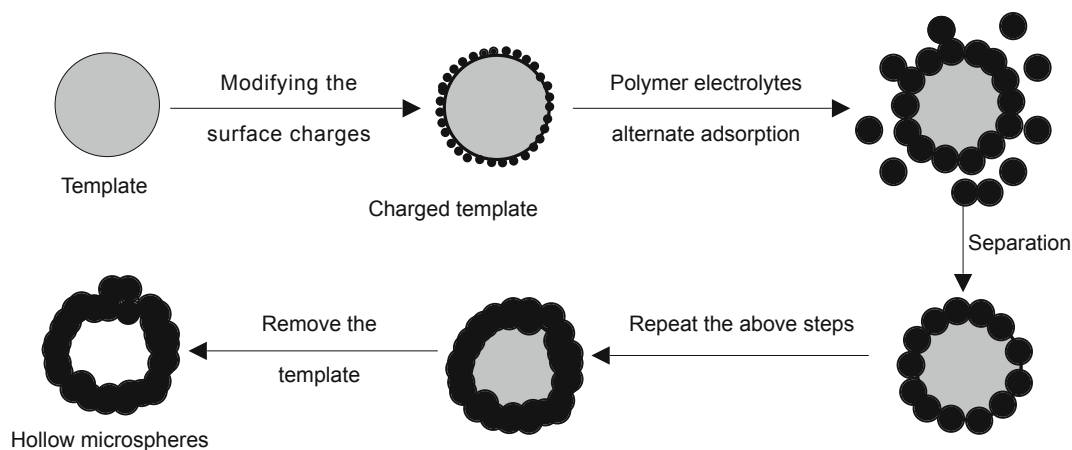 Template
Modifying the
surface charges
Charged template
Polymer electrolytes
alternate adsorption
Separation
Repeat the above steps
Remove the
template
Hollow microspheres